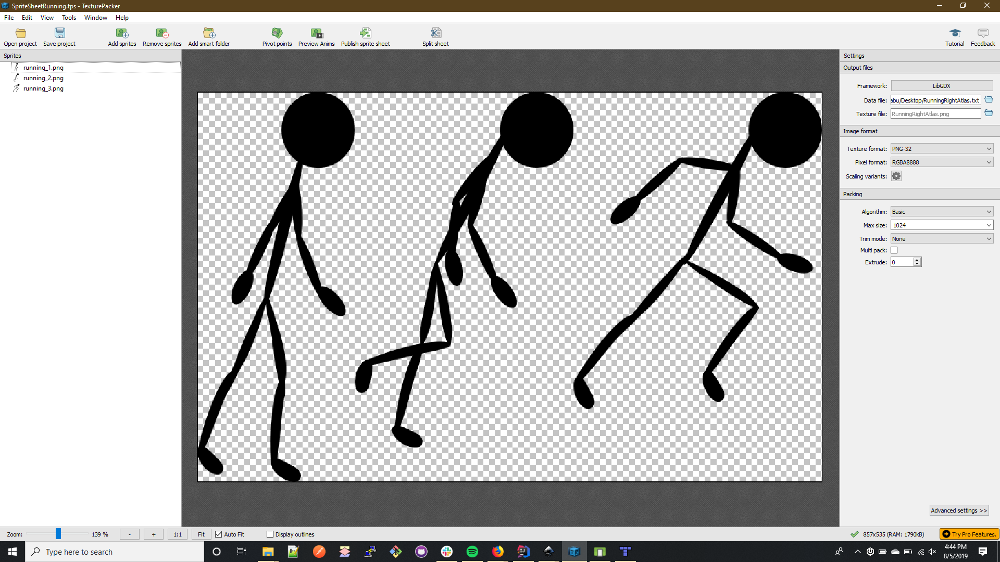 SpriteSheetRunning.tps - TexturePacker
File Edit View Tools Window Help
Open project Save project Add sprites Remove sprites Add smart folder Pivot points Preview Anims Publish sprite sheet Split sheet Tutorial Feedback
Sprites
running_1.png
running_2.png
running_3.png
Settings
Output files
Framework: LibGDX
Data file: abu/Desktop/RunningRightAtlas.txt
Texture file: RunningRightAtlas.png
Image format
Texture format: PNG-32
Pixel format: RGBA8888
Scaling variants:
Packing
Algorithm: Basic
Max size: 1024
Trim mode: None
Multi pack:
Extrude: 0
Advanced settings >>
Zoom: 139 % - + 1:1 Fit Auto Fit Display outlines 857x535 (RAM: 1790kB) Try Pro Features.
Type here to search
4:44 PM
8/5/2019